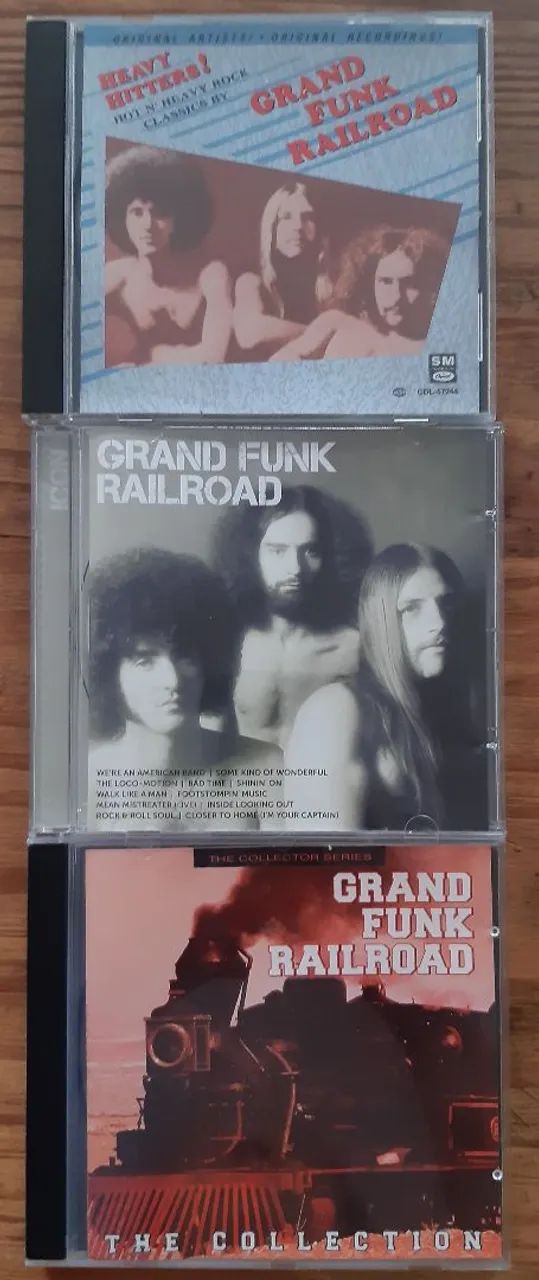 ORIGINAL ARTISTS! • ORIGINAL RECORDINGS!
HEAVY
HITTERS!
HOT N' HEAVY ROCK
CLASSICS BY
GRAND
FUNK
RAILROAD
SM
Capitol
ICON
GRAND FUNK
RAILROAD
WE'RE AN AMERICAN BAND | SOME KIND OF WONDERFUL
THE LOCO-MOTION | BAD TIME | SHININ' ON
WALK LIKE A MAN | FOOTSTOMPIN' MUSIC
MEAN MISTREATER (LIVE) | INSIDE LOOKING OUT
ROCK & ROLL SOUL | CLOSER TO HOME (I'M YOUR CAPTAIN)
THE COLLECTOR SERIES
GRAND
FUNK
RAILROAD
THE COLLECTION